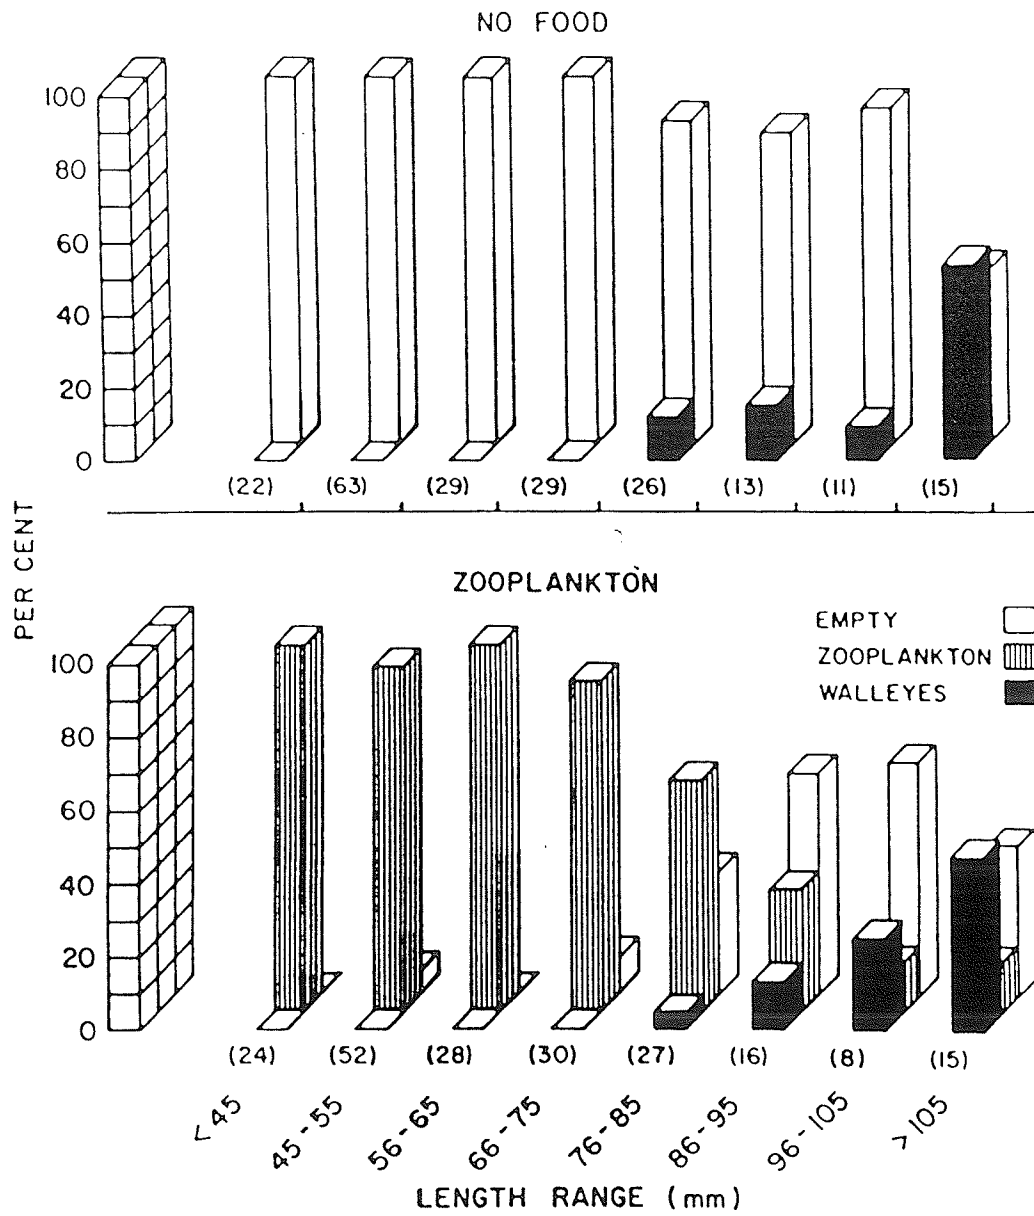 NO FOOD
100
80
60
40
20
0
(22) (63) (29) (29) (26) (13) (11) (15)
PER CENT
ZOOPLANKTON
EMPTY
ZOOPLANKTON
WALLEYES
100
80
60
40
20
0
(24) (52) (28) (30) (27) (16) (8) (15)
< 45 45-55 56-65 66-75 76-85 86-95 96-105 > 105
LENGTH RANGE (mm)